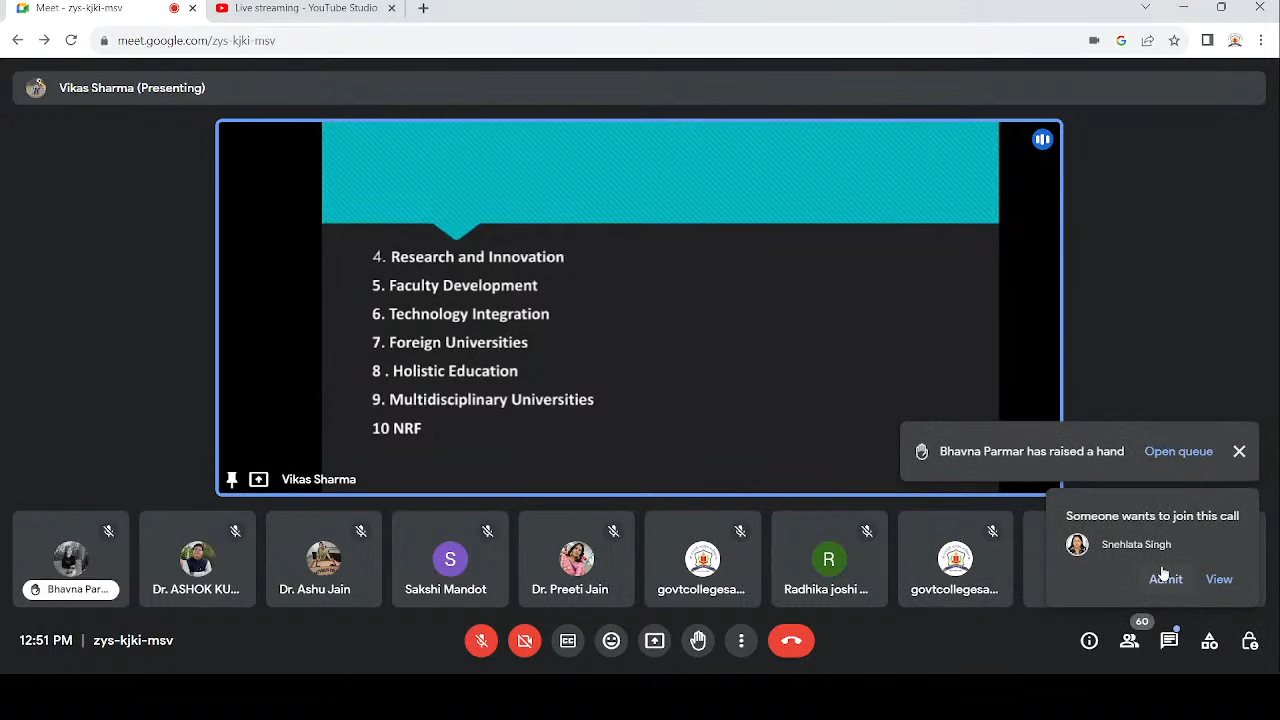 Meet - zys-kjki-msv
Live streaming - YouTube Studio
meet.google.com/zys-kjki-msv
Vikas Sharma (Presenting)
4. Research and Innovation
5. Faculty Development
6. Technology Integration
7. Foreign Universities
8 . Holistic Education
9. Multidisciplinary Universities
10 NRF
Vikas Sharma
Bhavna Parmar has raised a hand Open queue
Someone wants to join this call
Snehlata Singh
Admit View
Bhavna Par...
Dr. ASHOK KU...
Dr. Ashu Jain
S
Sakshi Mandot
Dr. Preeti Jain
govtcollegesa...
R
Radhika joshi ...
govtcollegesa...
12:51 PM | zys-kjki-msv
60